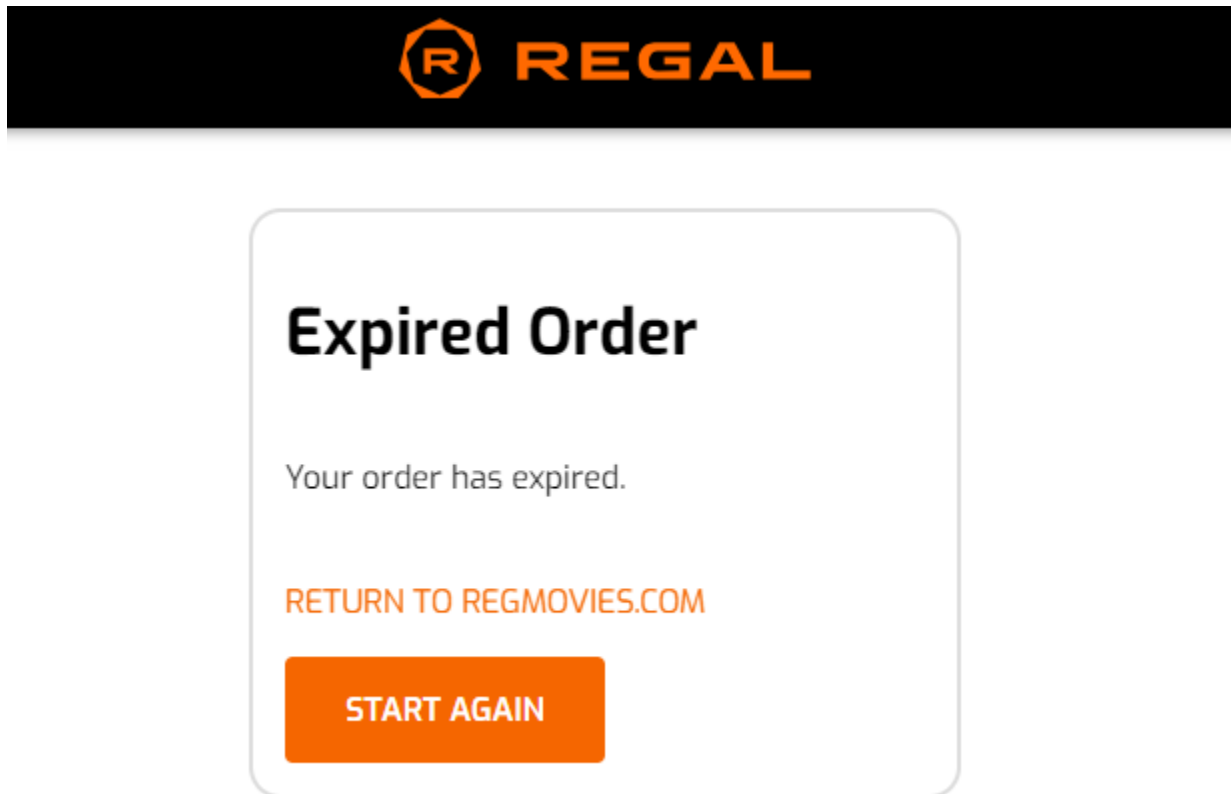 R REGAL
Expired Order
Your order has expired.
RETURN TO REGMOVIES.COM
START AGAIN